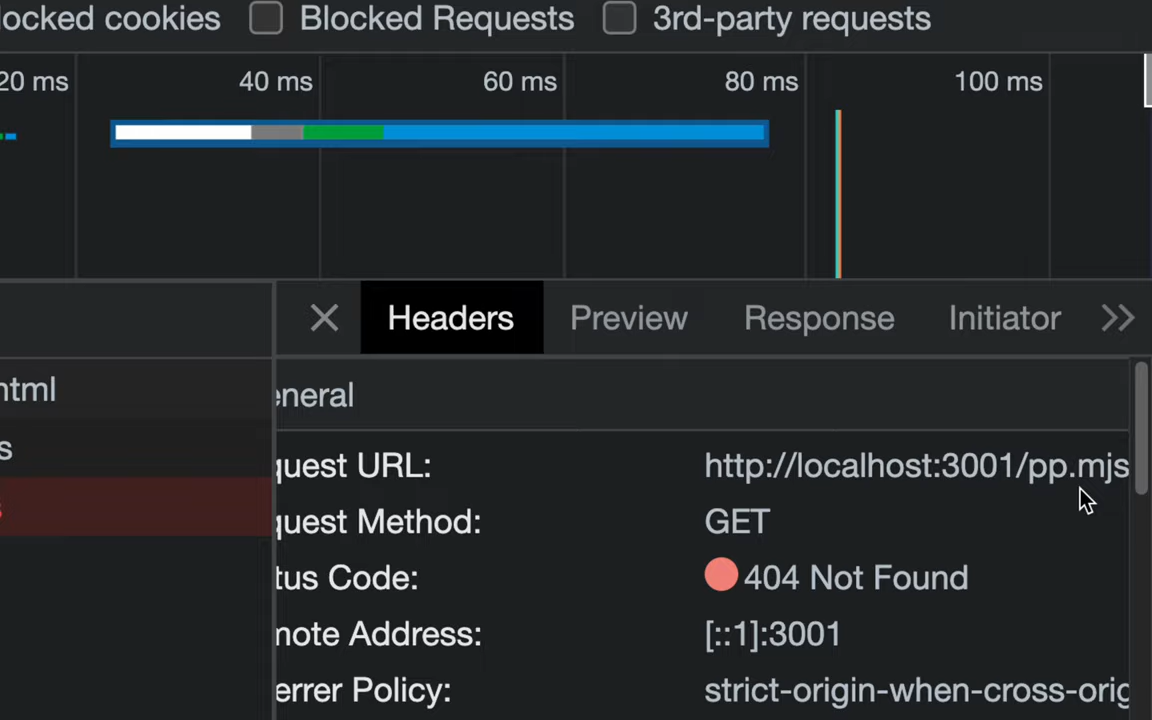 locked cookies Blocked Requests 3rd-party requests
20 ms 40 ms 60 ms 80 ms 100 ms
Headers Preview Response Initiator
html
eneral
s
quest URL: http://localhost:3001/pp.mjs
s
quest Method: GET
tus Code: 404 Not Found
mote Address: [::1]:3001
errer Policy: strict-origin-when-cross-orig